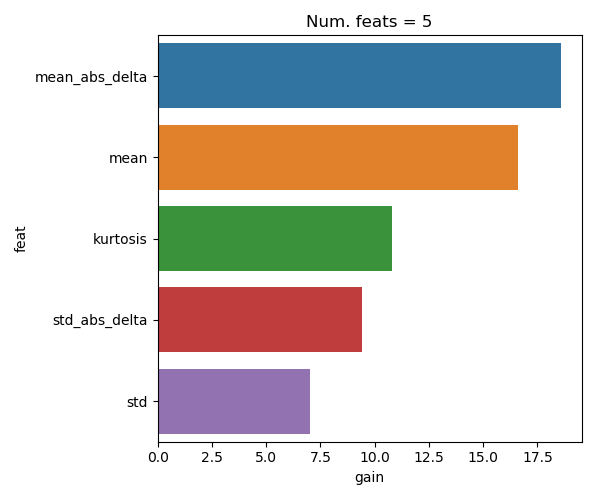 Num. feats = 5
mean_abs_delta
mean
kurtosis
std_abs_delta
std
feat
0.0 2.5 5.0 7.5 10.0 12.5 15.0 17.5
gain